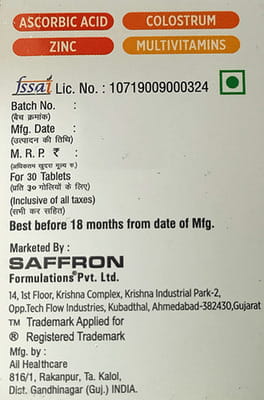 ASCORBIC ACID COLOSTRUM
ZINC MULTIVITAMINS
fssai Lic. No. : 10719009000324
Batch No. :
(बैच क्रमांक)
Mfg. Date :
(उत्पादन की तिथि)
M. R. P. ₹ :
(अधिकतम खुदरा मूल्य रु.)
For 30 Tablets
(प्रति ३० गोलियों के लिए)
(Inclusive of all taxes)
(सभी कर सहित)
Best before 18 months from date of Mfg.
Marketed By :
SAFFRON
Formulations Pvt. Ltd.
14, 1st Floor, Krishna Complex, Krishna Industrial Park-2,
Opp.Tech Flow Industries, Kubadthal, Ahmedabad-382430,Gujarat
TM Trademark Applied for
® Registered Trademark
Mfg. by :
Ail Healthcare
816/1, Rakanpur, Ta. Kalol,
Dist. Gandhinagar (Guj.) INDIA.